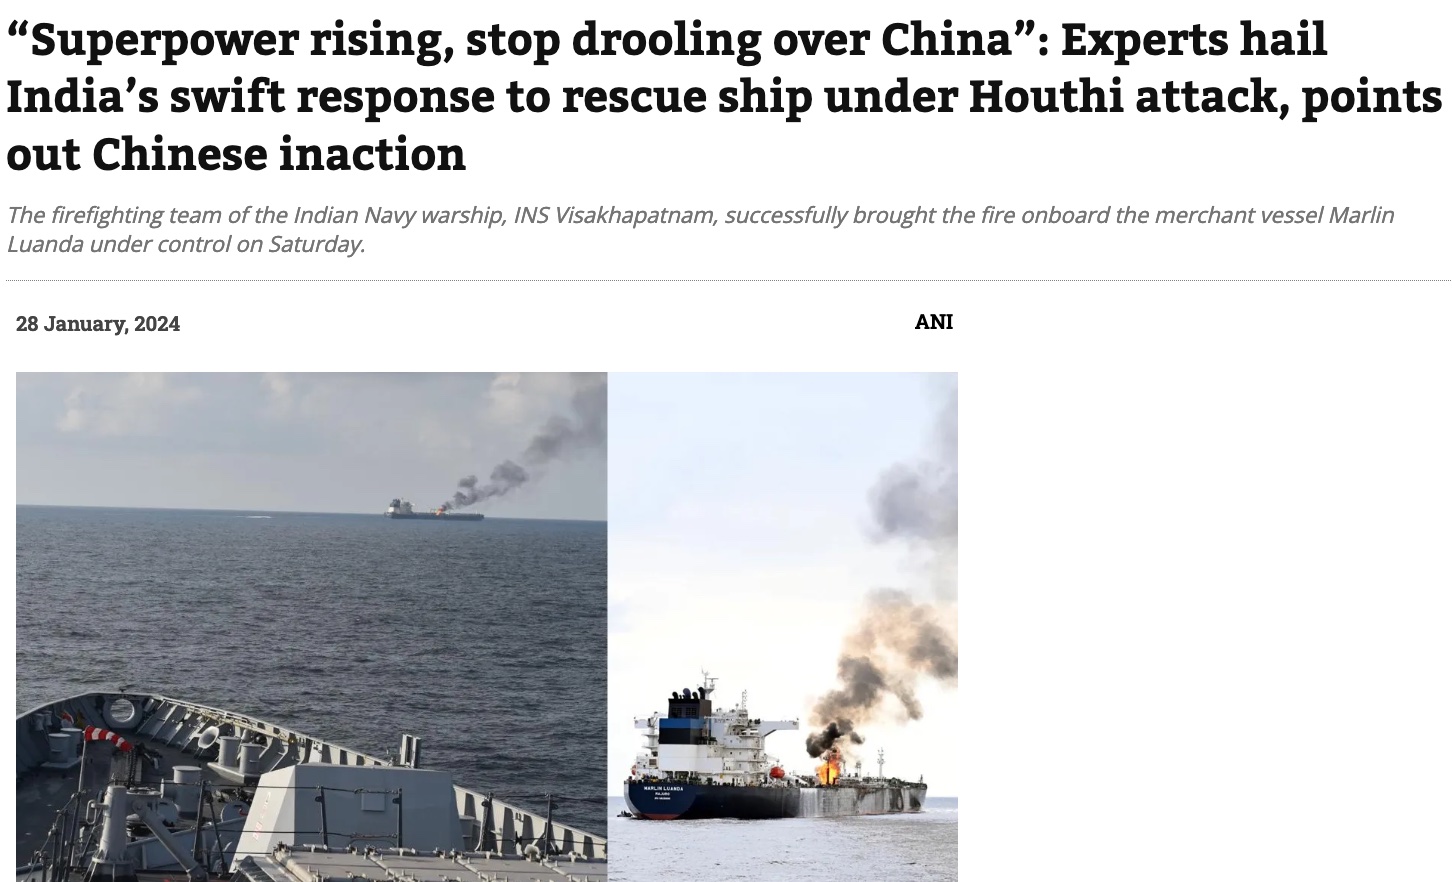 “Superpower rising, stop drooling over China”: Experts hail
India’s swift response to rescue ship under Houthi attack, points
out Chinese inaction
The firefighting team of the Indian Navy warship, INS Visakhapatnam, successfully brought the fire onboard the merchant vessel Marlin
Luanda under control on Saturday.
28 January, 2024
ANI
MARLIN LUANDA
MAJURO